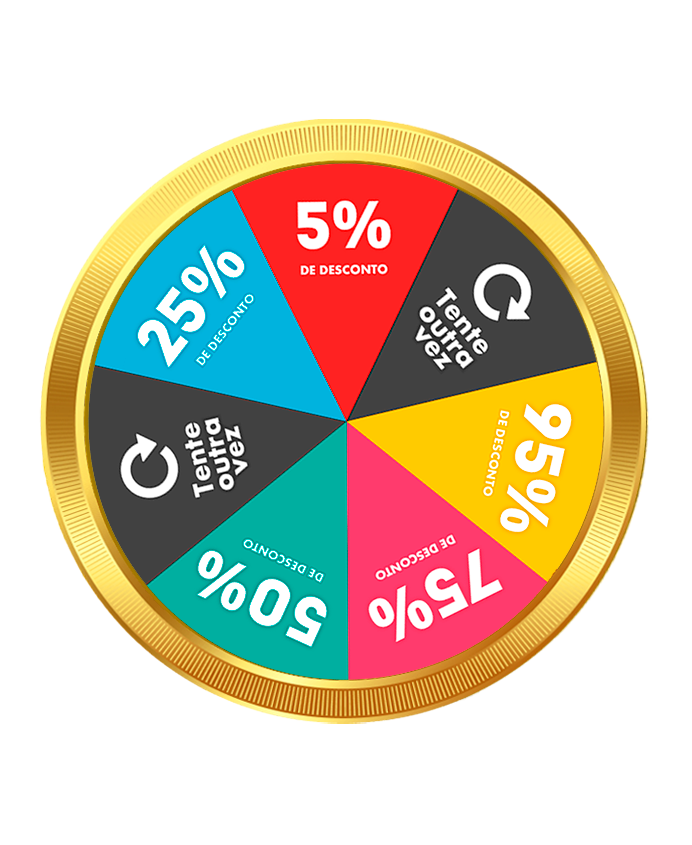 5%
DE DESCONTO
Tente
outra
vez
95%
DE DESCONTO
75%
DE DESCONTO
50%
DE DESCONTO
Tente
outra
vez
25%
DE DESCONTO